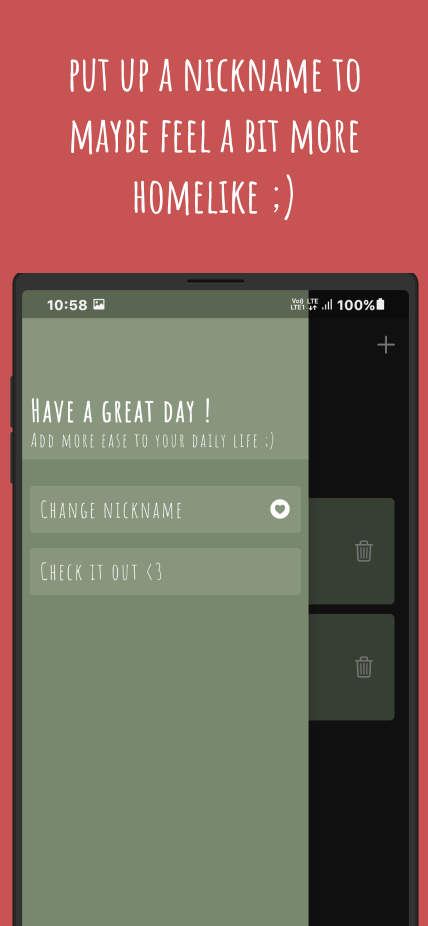 PUT UP A NICKNAME TO
MAYBE FEEL A BIT MORE
HOMELIKE ;)
10:58
Vo))
LTE1
LTE
100%
HAVE A GREAT DAY !
ADD MORE EASE TO YOUR DAILY LIFE ;)
CHANGE NICKNAME
CHECK IT OUT <3